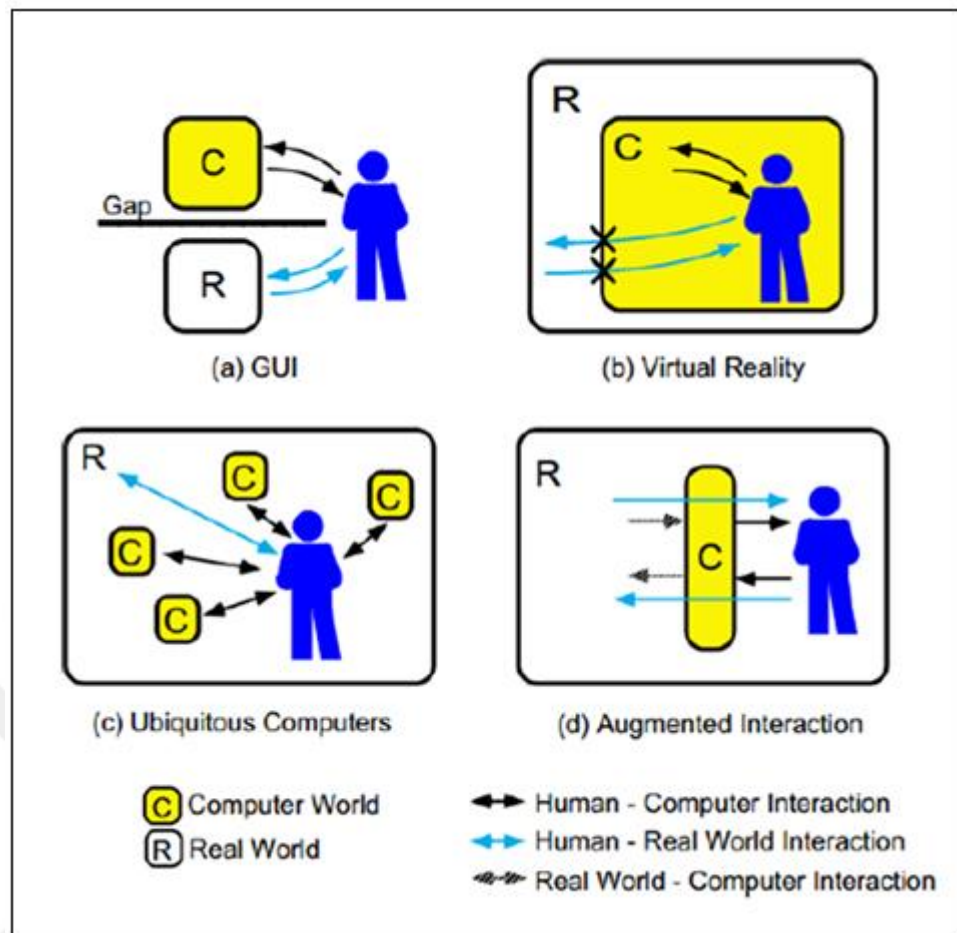 C
Gap
R
(a) GUI
R
C
(b) Virtual Reality
R
C
C
C
C
(c) Ubiquitous Computers
R
C
(d) Augmented Interaction
C Computer World
R Real World
Human - Computer Interaction
Human - Real World Interaction
Real World - Computer Interaction